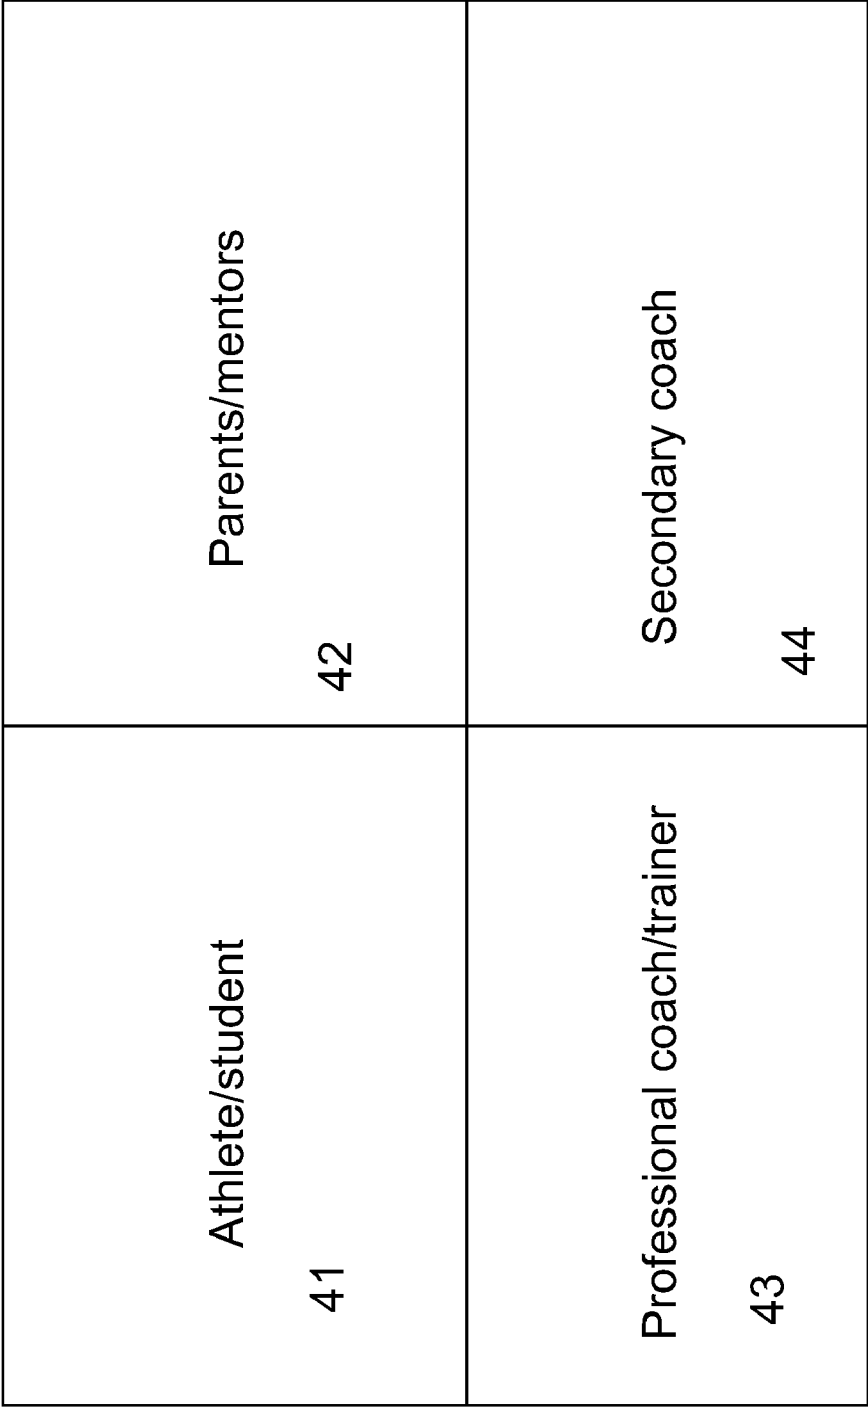 Athlete/student
41
Parents/mentors
42
Professional coach/trainer
43
Secondary coach
44